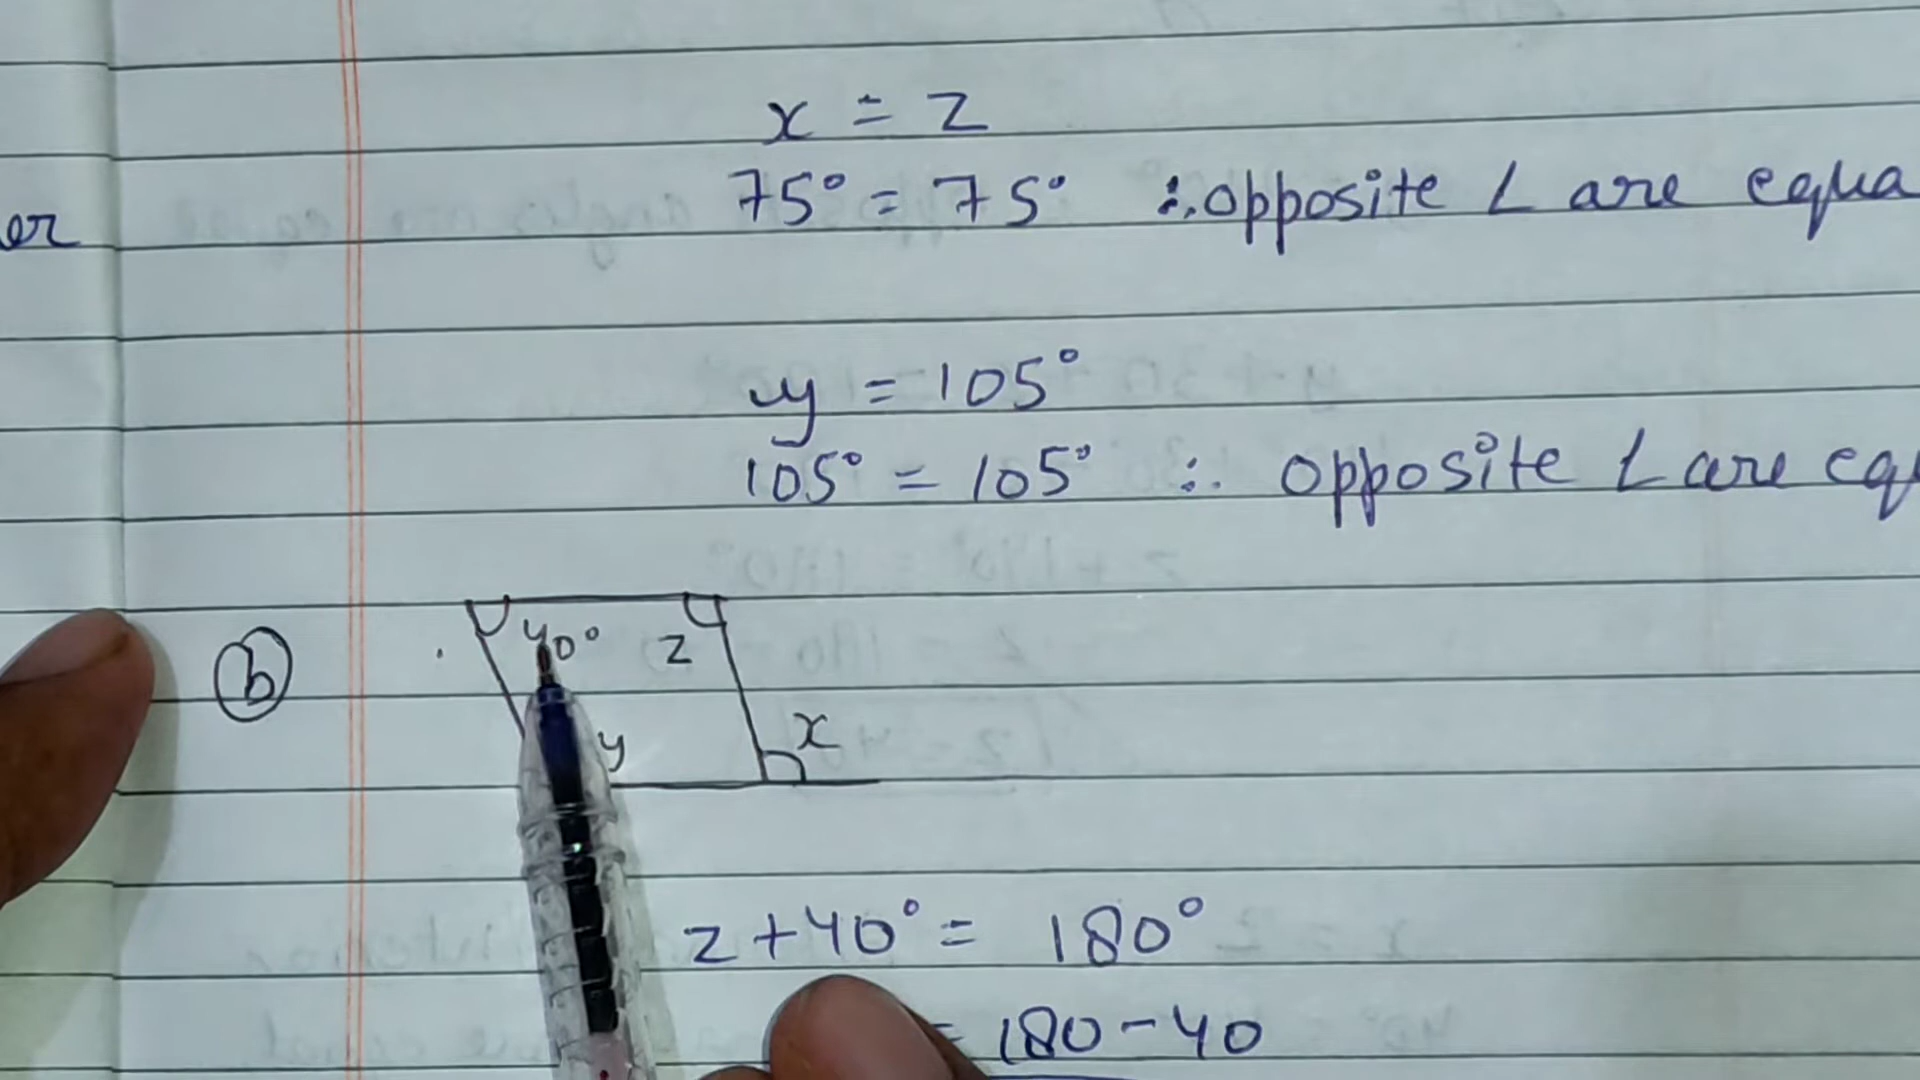 x = z
75° = 75° ∴ opposite ∠ are equa
er
y = 105°
105° = 105° ∴ opposite ∠ are eq
b
40° z
y x
z + 40° = 180°
= 180 - 40